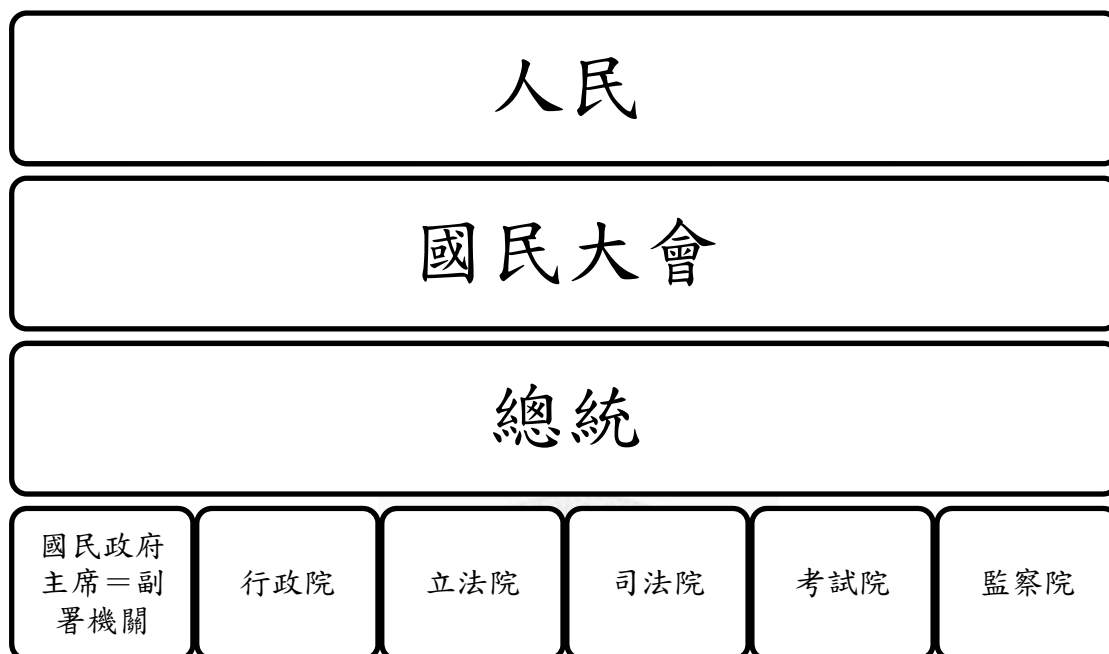 人民
國民大會
總統
國民政府
主席＝副
署機關
行政院
立法院
司法院
考試院
監察院